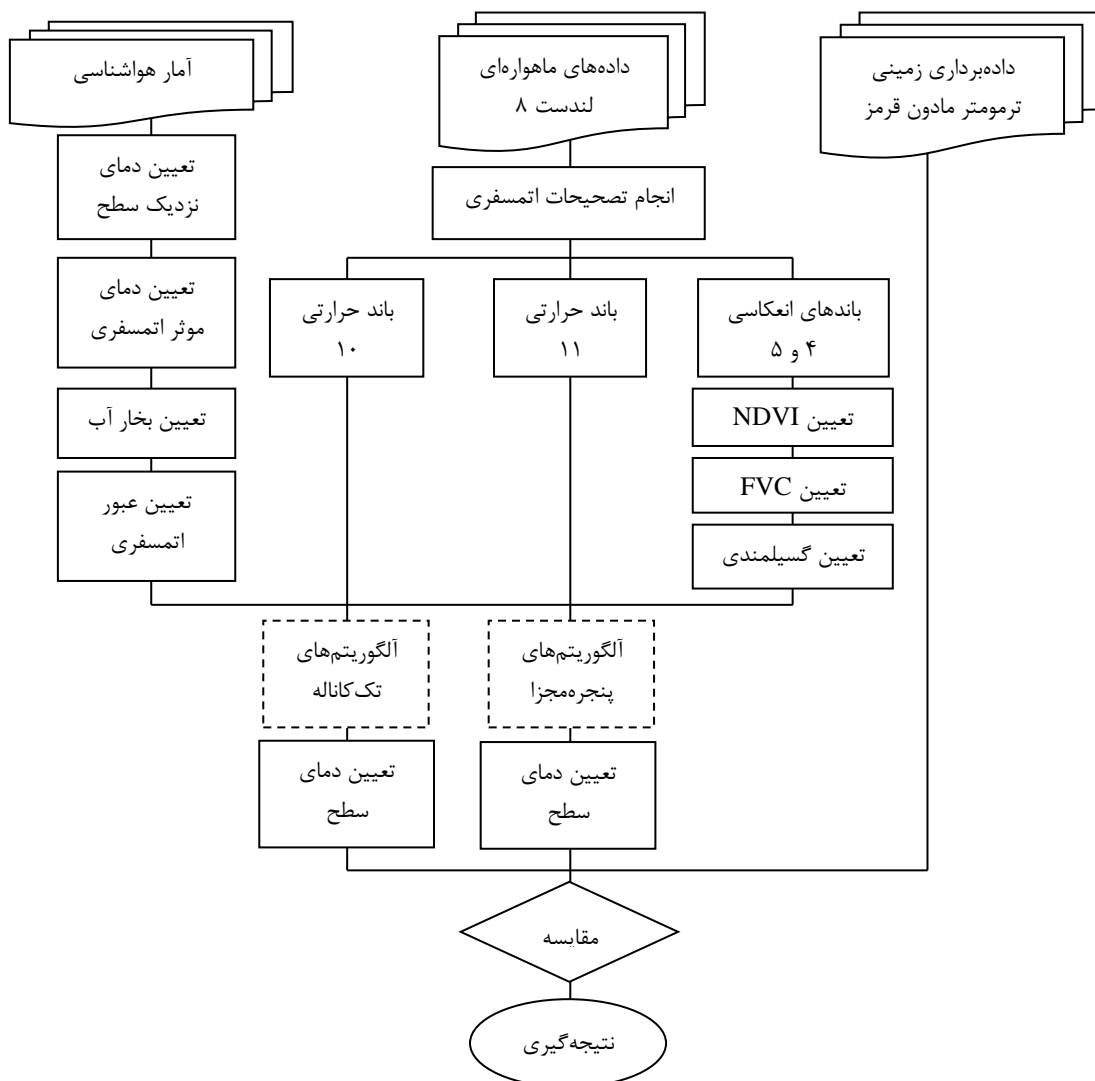 آمار هواشناسی
داده‌های ماهواره‌ای
لندست ۸
داده‌برداری زمینی
ترمومتر مادون قرمز
تعیین دمای
نزدیک سطح
انجام تصحیحات اتمسفری
تعیین دمای
موثر اتمسفری
باند حرارتی
۱۰
باند حرارتی
۱۱
باندهای انعکاسی
۴ و ۵
تعیین بخار آب
تعیین NDVI
تعیین عبور
اتمسفری
تعیین FVC
تعیین گسیلمندی
آلگوریتم‌های
تک‌کاناله
آلگوریتم‌های
پنجره‌مجزا
تعیین دمای
سطح
تعیین دمای
سطح
مقایسه
نتیجه‌گیری